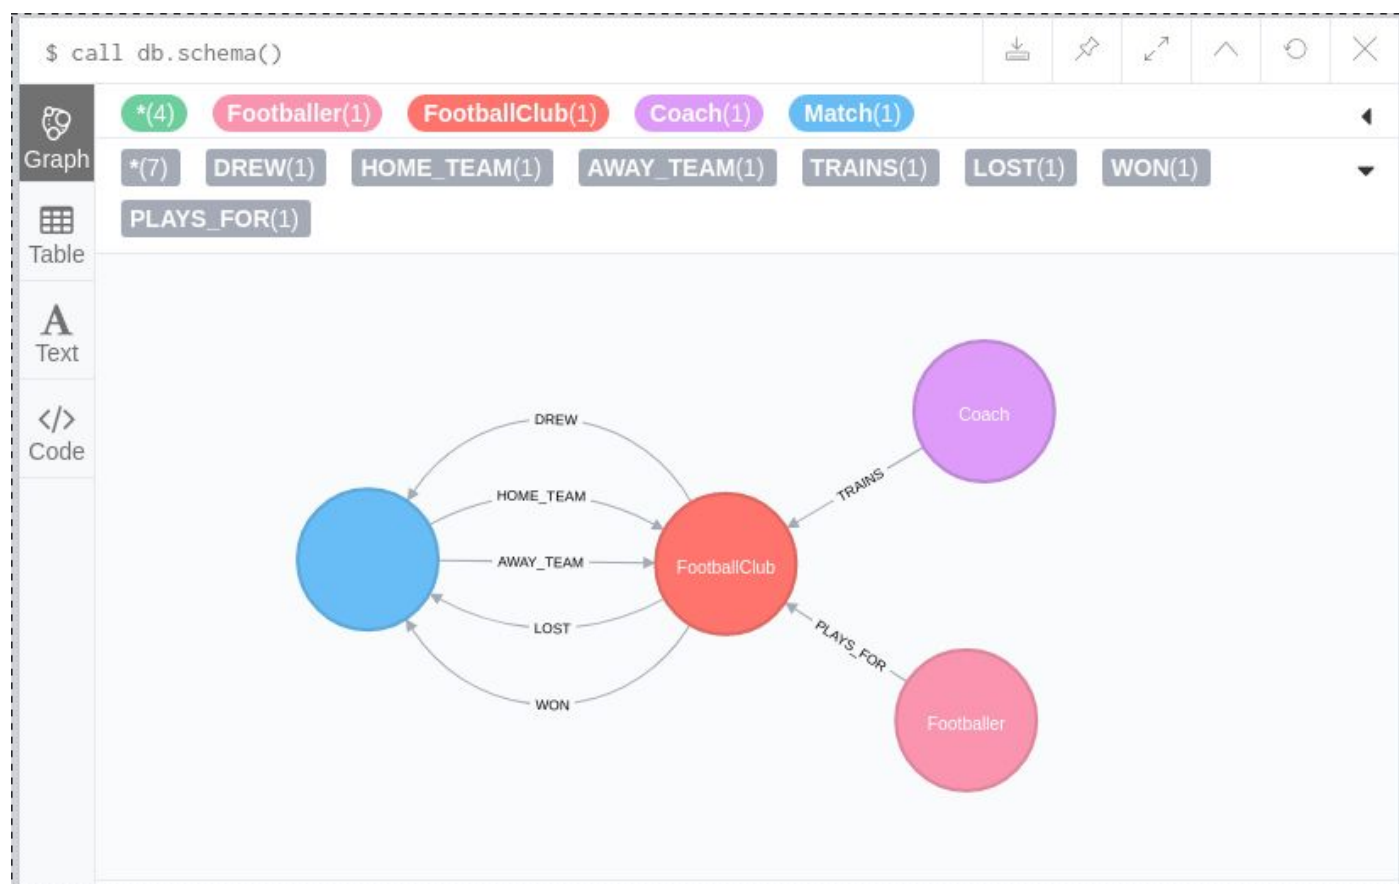 $ call db.schema()
*(4) Footballer(1) FootballClub(1) Coach(1) Match(1)
*(7) DREW(1) HOME_TEAM(1) AWAY_TEAM(1) TRAINS(1) LOST(1) WON(1)
PLAYS_FOR(1)
Graph
Table
A
Text
</>
Code
DREW
HOME_TEAM
AWAY_TEAM
LOST
WON
FootballClub
Coach
TRAINS
PLAYS_FOR
Footballer